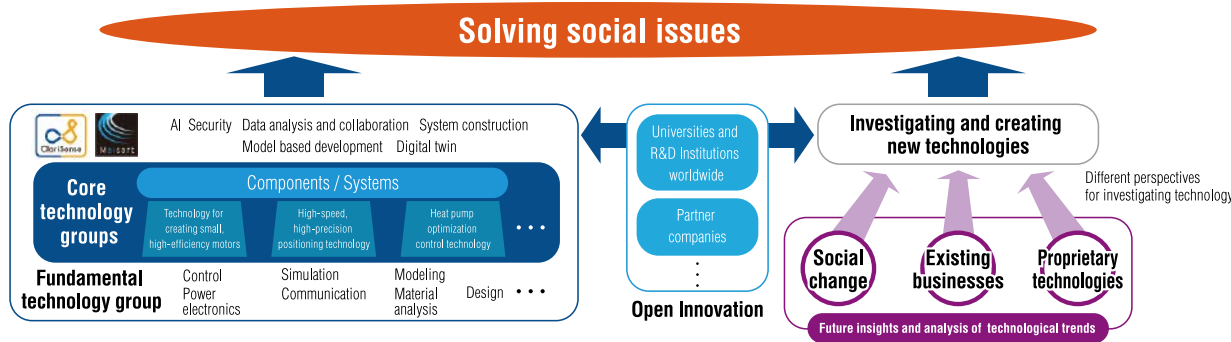 Solving social issues
ClariSense
Maisart
AI Security Data analysis and collaboration System construction
Model based development Digital twin
Core
technology
groups
Components / Systems
Technology for
creating small,
high-efficiency motors
High-speed,
high-precision
positioning technology
Heat pump
optimization
control technology
• • •
Fundamental
technology group
Control
Power
electronics
Simulation
Communication
Modeling
Material
analysis
Design
• • •
Universities and
R&D Institutions
worldwide
Partner
companies
Open Innovation
Investigating and creating
new technologies
Different perspectives
for investigating technology
Social
change
Existing
businesses
Proprietary
technologies
Future insights and analysis of technological trends